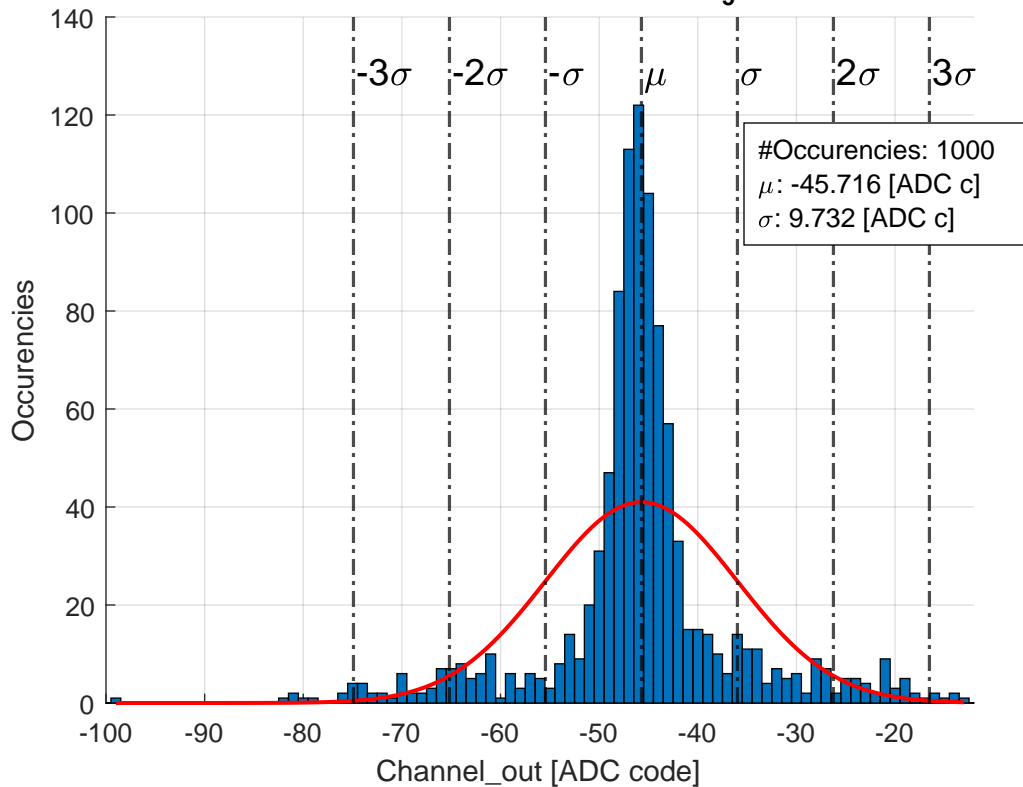 140
120
100
80
60
40
20
0
-3σ -2σ -σ μ σ 2σ 3σ
#Occurencies: 1000
μ: -45.716 [ADC c]
σ: 9.732 [ADC c]
Occurencies
-100 -90 -80 -70 -60 -50 -40 -30 -20
Channel_out [ADC code]